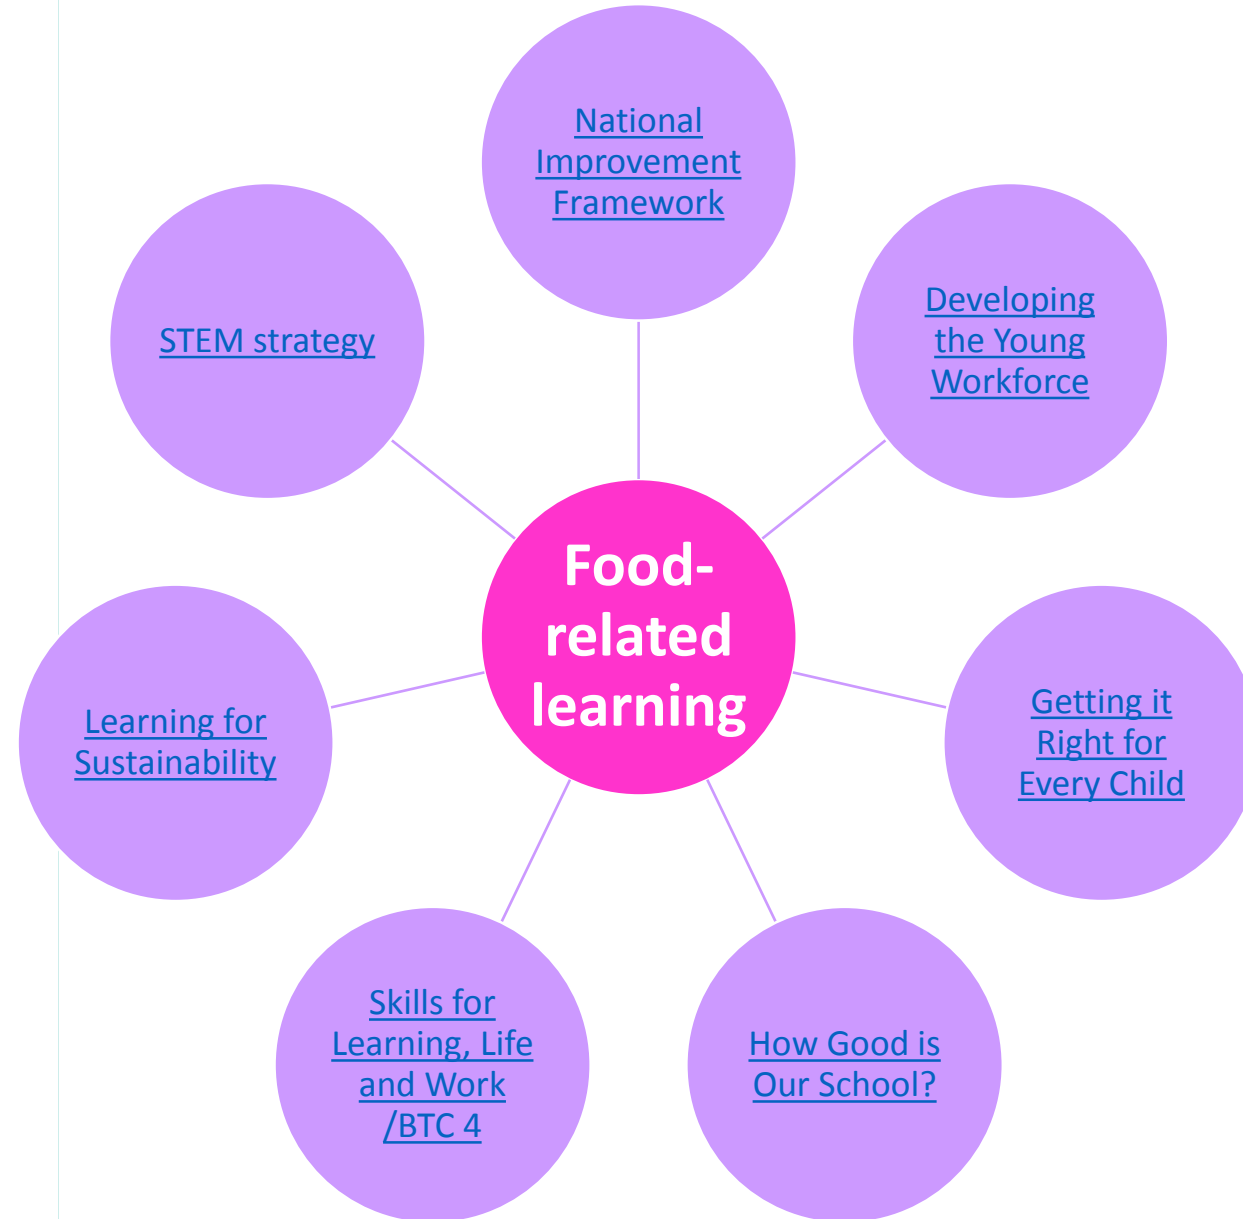 National
Improvement
Framework
Developing
the Young
Workforce
STEM strategy
Food-
related
learning
Getting it
Right for
Every Child
Learning for
Sustainability
Skills for
Learning, Life
and Work
/BTC 4
How Good is
Our School?